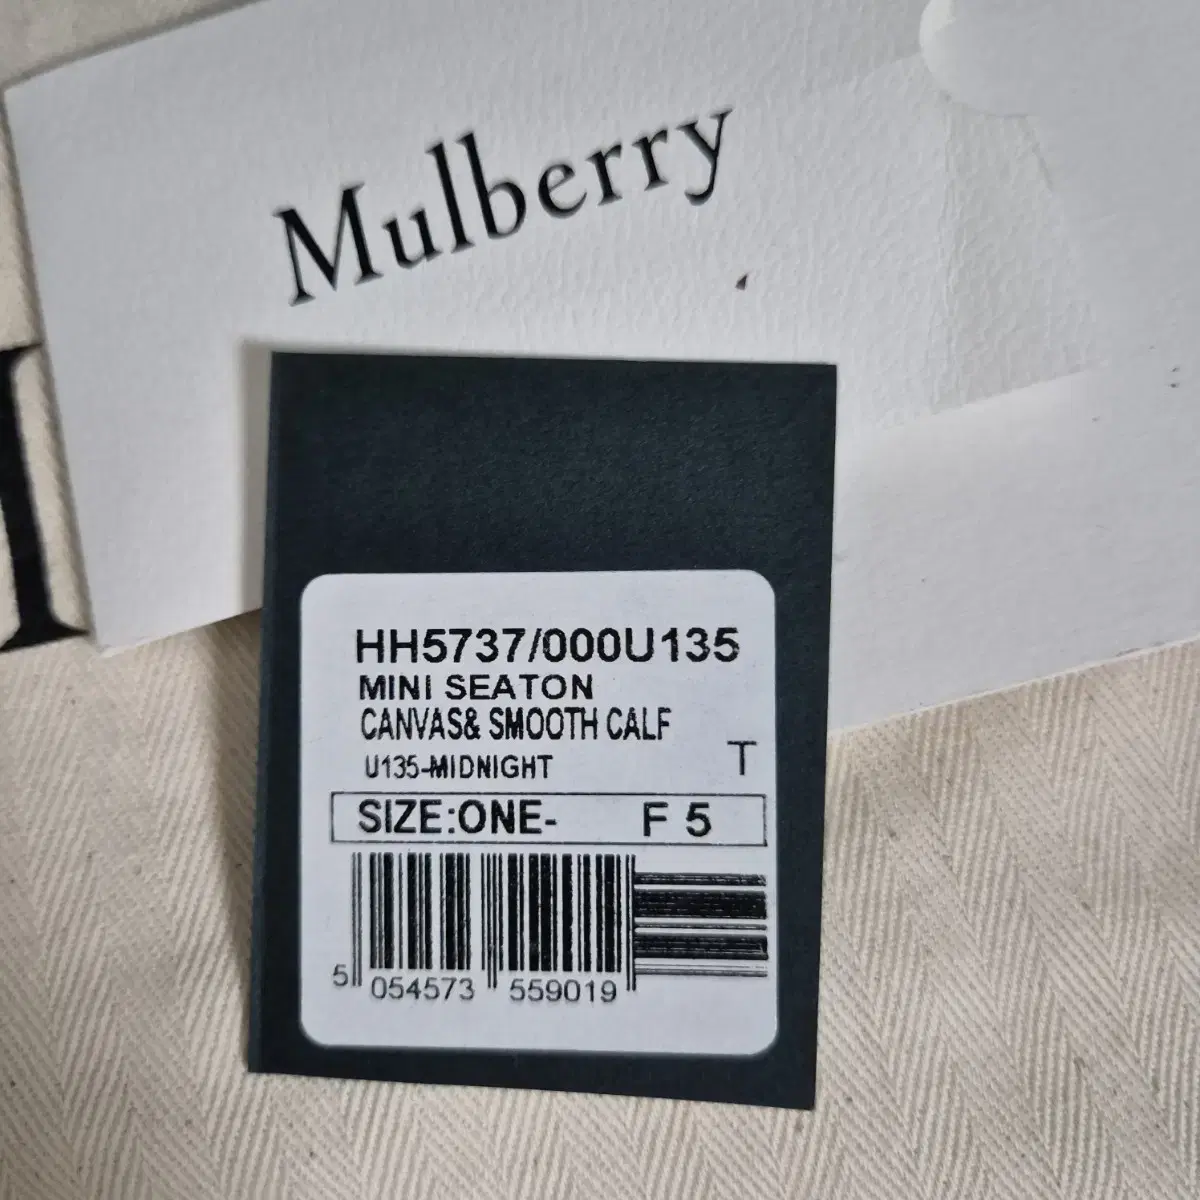 Mulberry
HH5737/000U135
MINI SEATON
CANVAS& SMOOTH CALF
U135-MIDNIGHT
T
SIZE:ONE- F 5
5 054573 559019